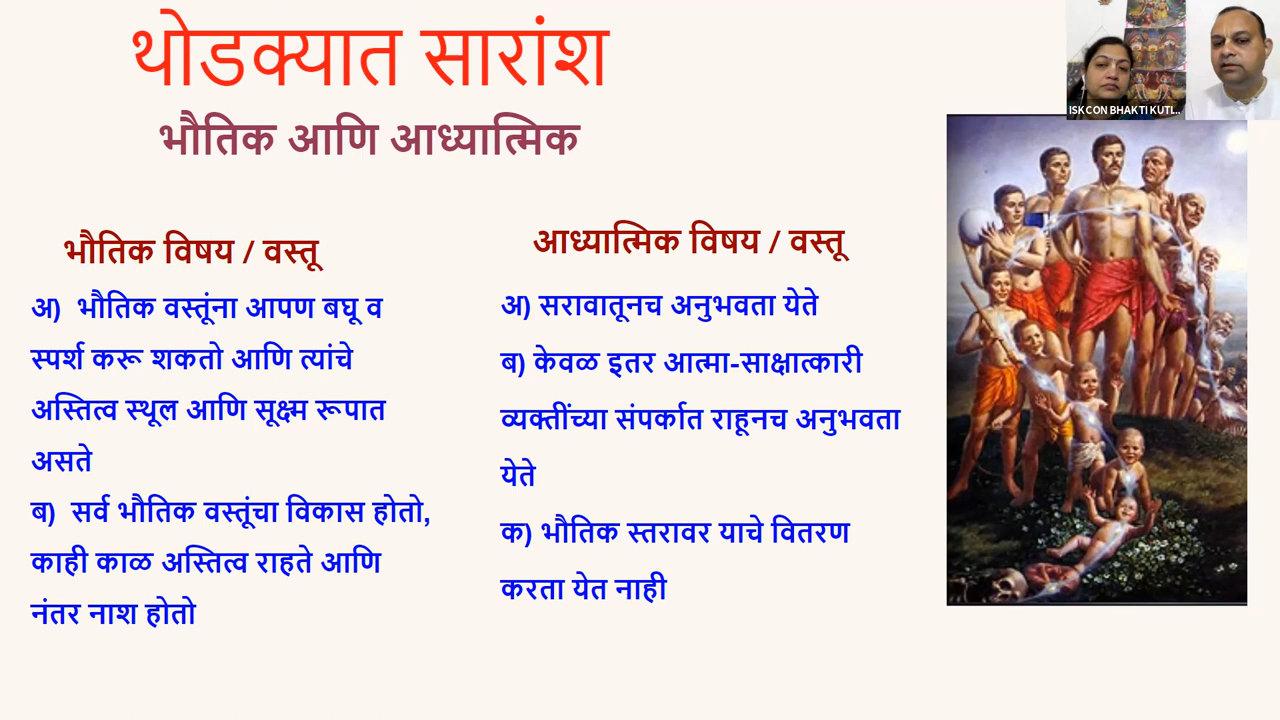 थोडक्यात सारांश
भौतिक आणि आध्यात्मिक
ISKCON BHAKTI KUTI...
भौतिक विषय / वस्तू
अ) भौतिक वस्तूंना आपण बघू व
स्पर्श करू शकतो आणि त्यांचे
अस्तित्व स्थूल आणि सूक्ष्म रूपात
असते
ब) सर्व भौतिक वस्तूंचा विकास होतो,
काही काळ अस्तित्व राहते आणि
नंतर नाश होतो
आध्यात्मिक विषय / वस्तू
अ) सरावातूनच अनुभवता येते
ब) केवळ इतर आत्मा-साक्षात्कारी
व्यक्तींच्या संपर्कात राहूनच अनुभवता
येते
क) भौतिक स्तरावर याचे वितरण
करता येत नाही